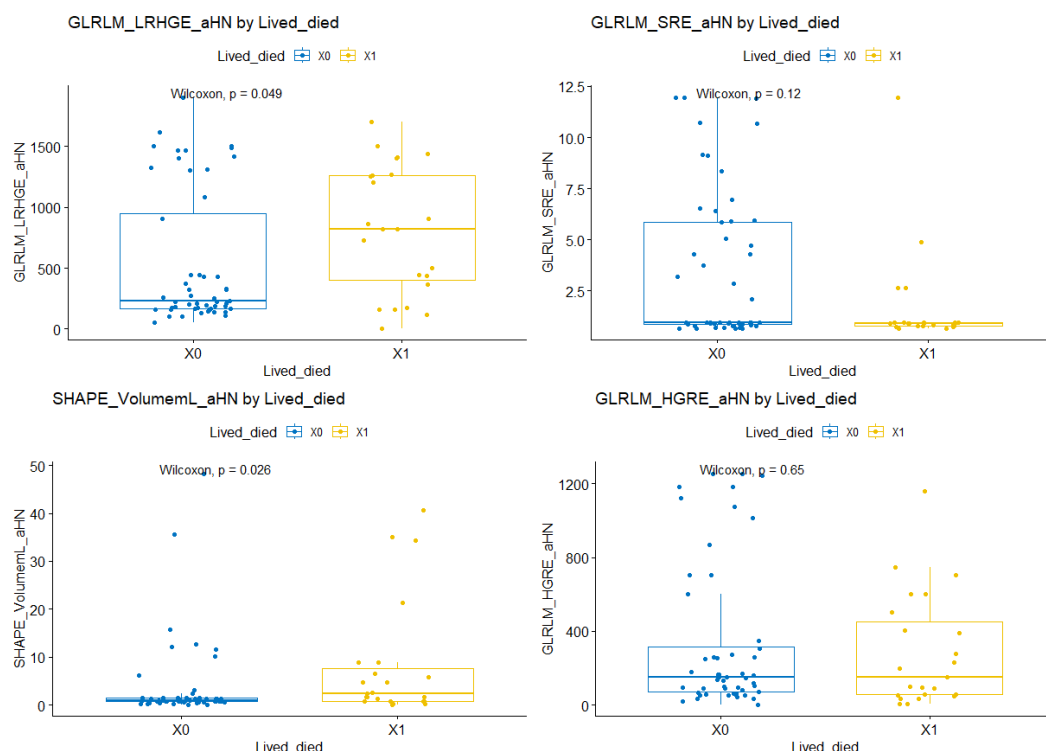 GLRLM_LRHGE_aHN by Lived_died
Lived_died X0 X1
Wilcoxon, p = 0.049
GLRLM_LRHGE_aHN
1500
1000
500
0
X0 X1
Lived_died
GLRLM_SRE_aHN by Lived_died
Lived_died X0 X1
Wilcoxon, p = 0.12
GLRLM_SRE_aHN
12.5
10.0
7.5
5.0
2.5
X0 X1
Lived_died
SHAPE_VolumemL_aHN by Lived_died
Lived_died X0 X1
Wilcoxon, p = 0.026
SHAPE_VolumemL_aHN
50
40
30
20
10
0
X0 X1
Lived_died
GLRLM_HGRE_aHN by Lived_died
Lived_died X0 X1
Wilcoxon, p = 0.65
GLRLM_HGRE_aHN
1200
800
400
0
X0 X1
Lived_died